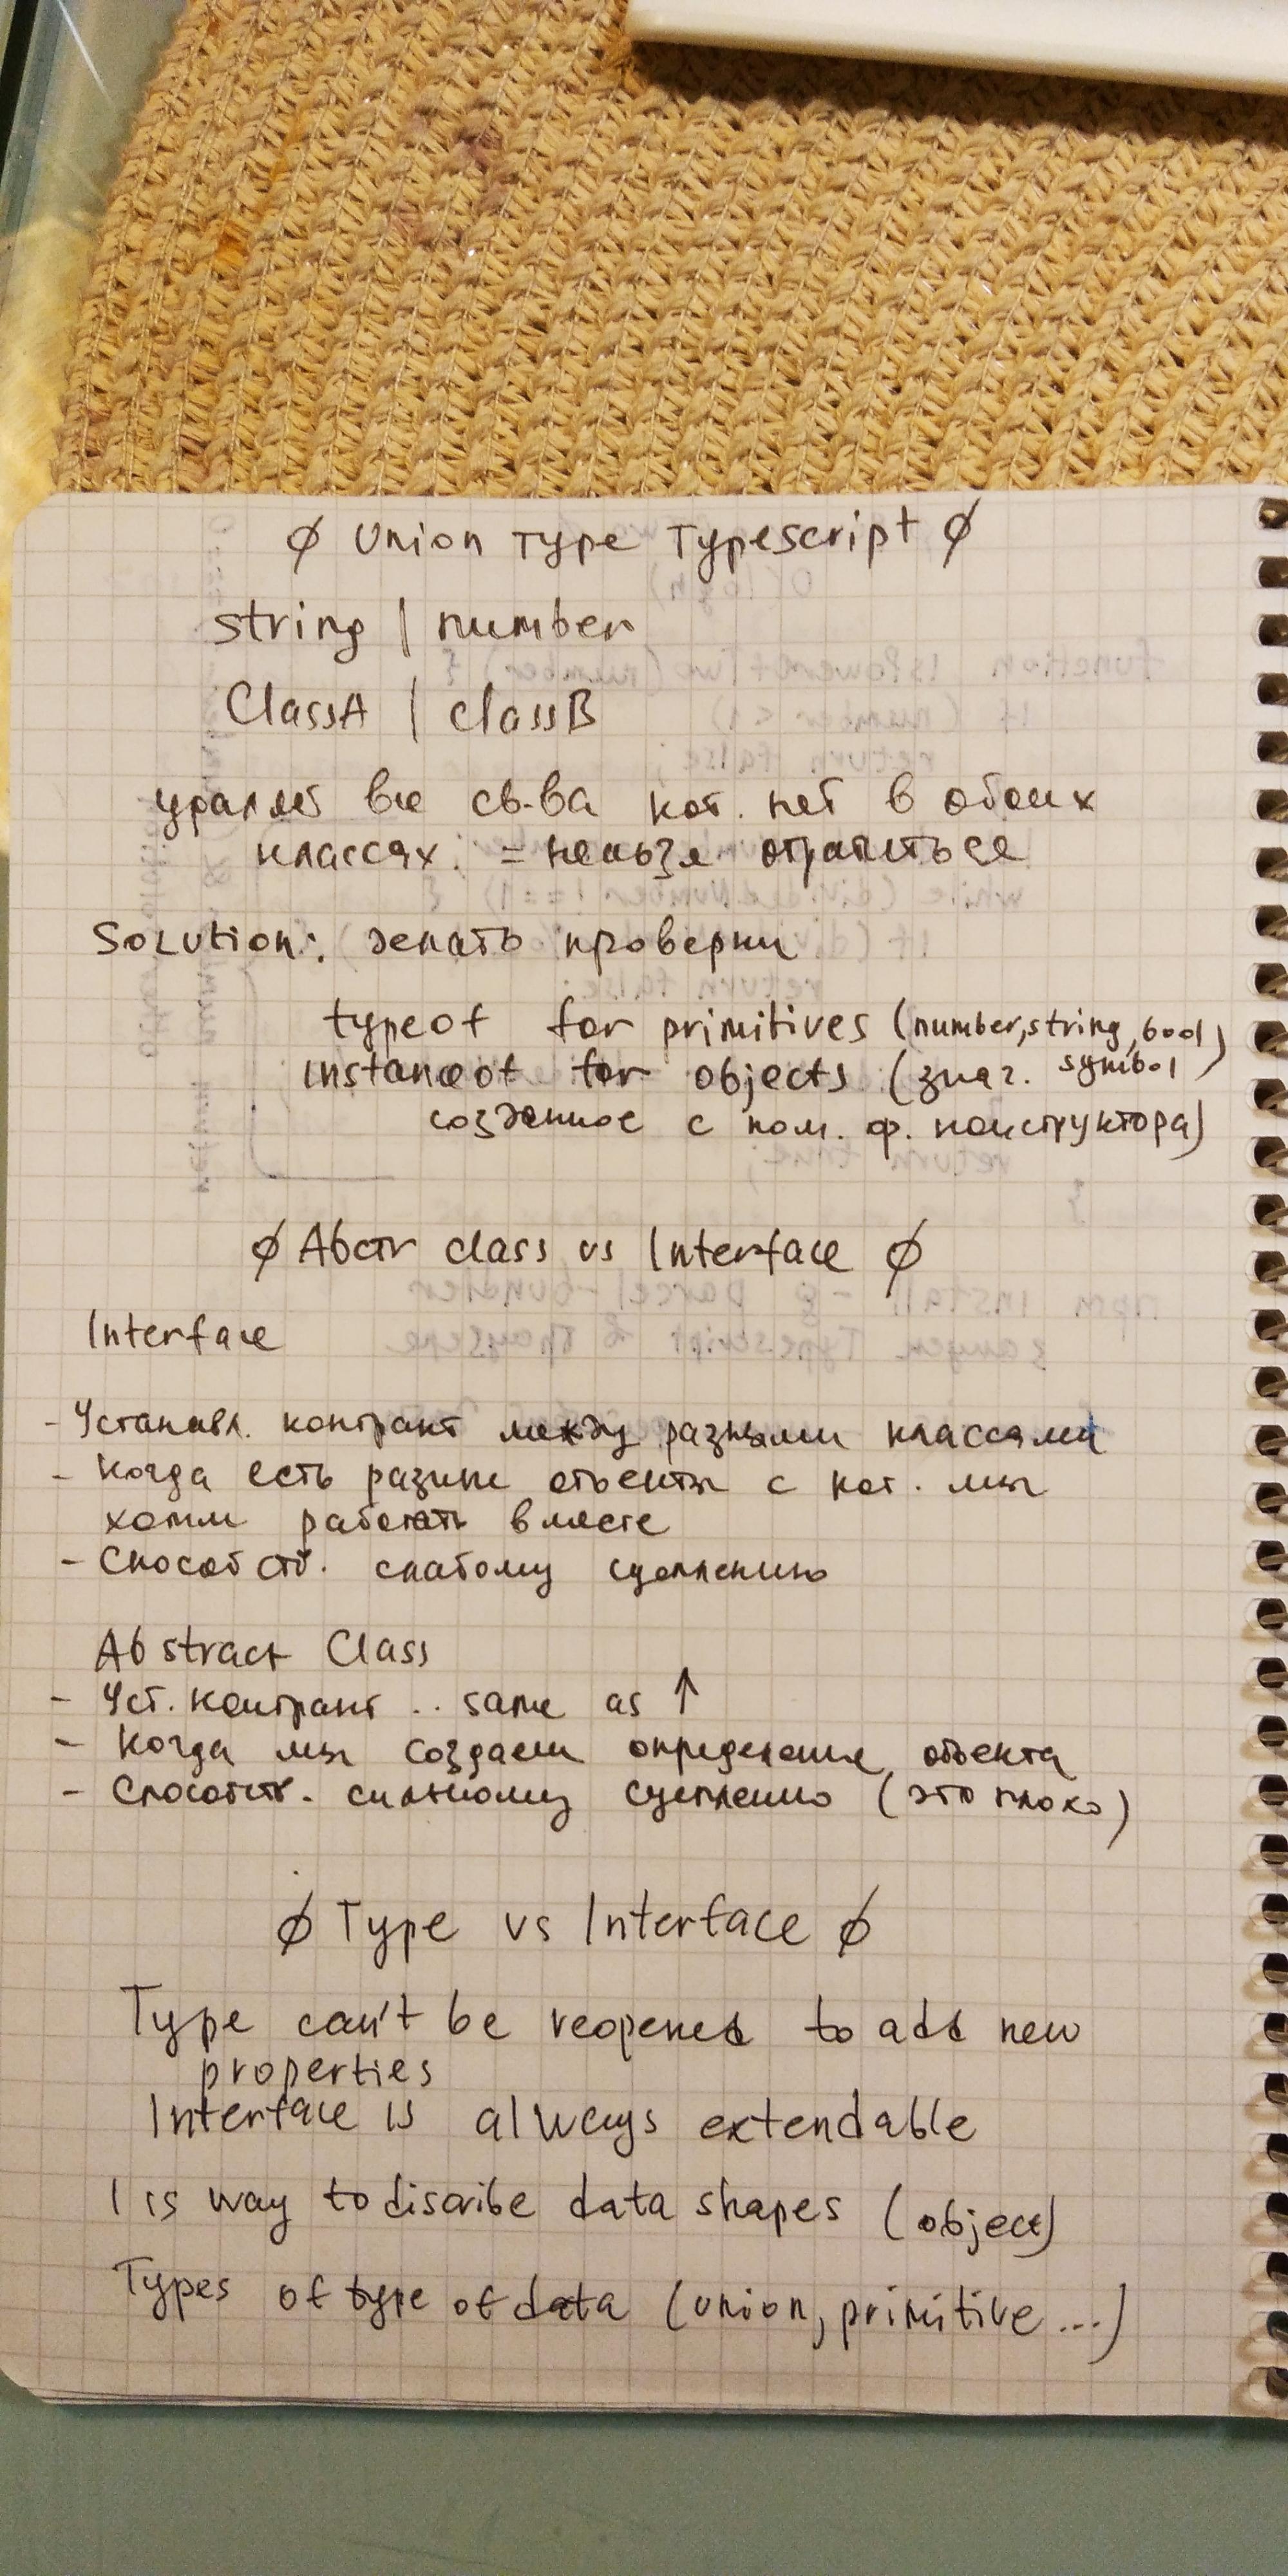 ∅ Union Type Typescript ∅
string | number
ClassA | classB
удаляет все св-ва кот. нет в обоих
классах. = нельзя обратиться
Solution: делать проверки
typeof for primitives (number, string, bool
symbol)
instanceof for objects (знач.
созданное с пом. ф. конструктора)
∅ Abstr class vs Interface ∅
Interface
- Устанавл. контракт между разными классами
- Когда есть разные объекты с кот. мы
хотим работать вместе
- Способств. слабому сцеплению
Abstract Class
- Уст. контракт .. same as ↑
- Когда мы создаем определение объекта
- Способств. сильному сцеплению (это плохо)
∅ Type vs Interface ∅
Type can't be reopened to add new
properties
Interface is always extendable
I is way to discribe data shapes (object)
Types of type of data (union, primitive ...)